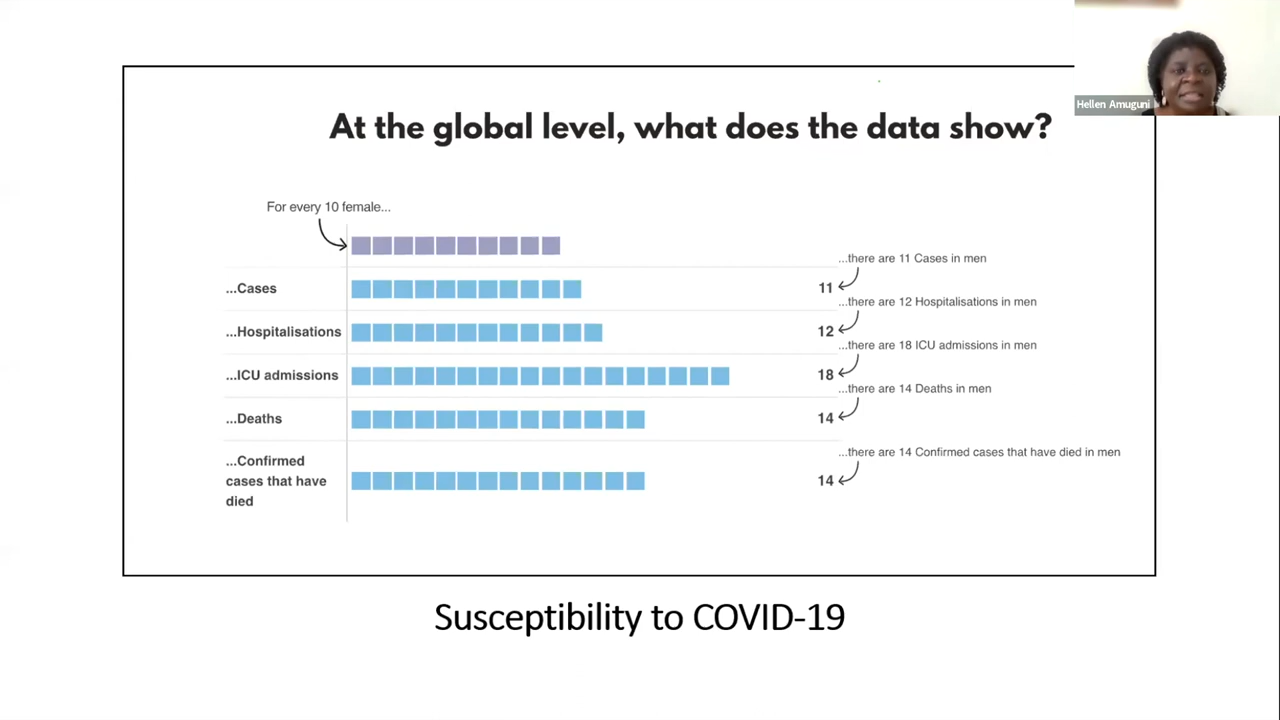 Hellen Amuguni
At the global level, what does the data show?
For every 10 female...
...there are 11 Cases in men
...Cases
11
...there are 12 Hospitalisations in men
...Hospitalisations
12
...there are 18 ICU admissions in men
...ICU admissions
18
...there are 14 Deaths in men
...Deaths
14
...there are 14 Confirmed cases that have died in men
...Confirmed
cases that have
died
14
Susceptibility to COVID-19